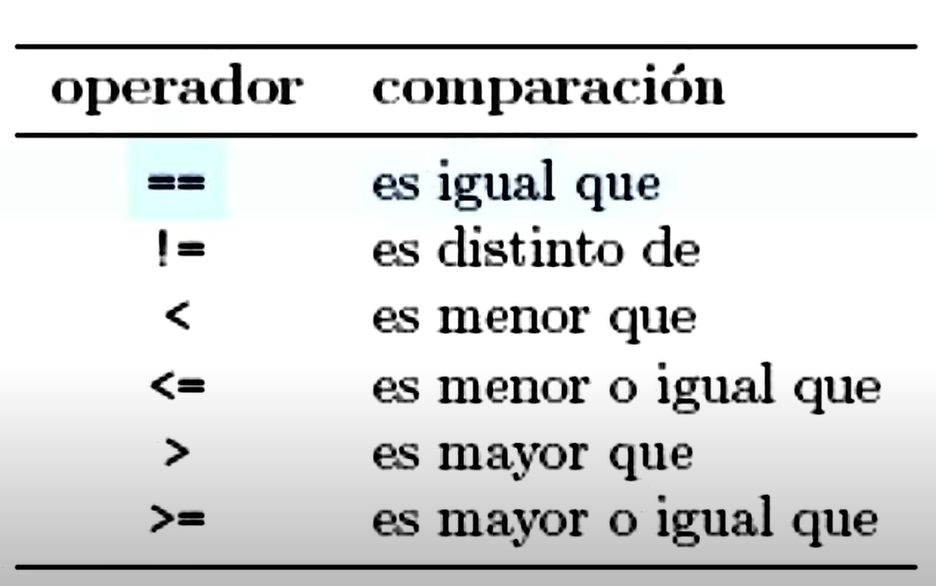 operador comparación
== es igual que
!= es distinto de
< es menor que
<= es menor o igual que
> es mayor que
>= es mayor o igual que